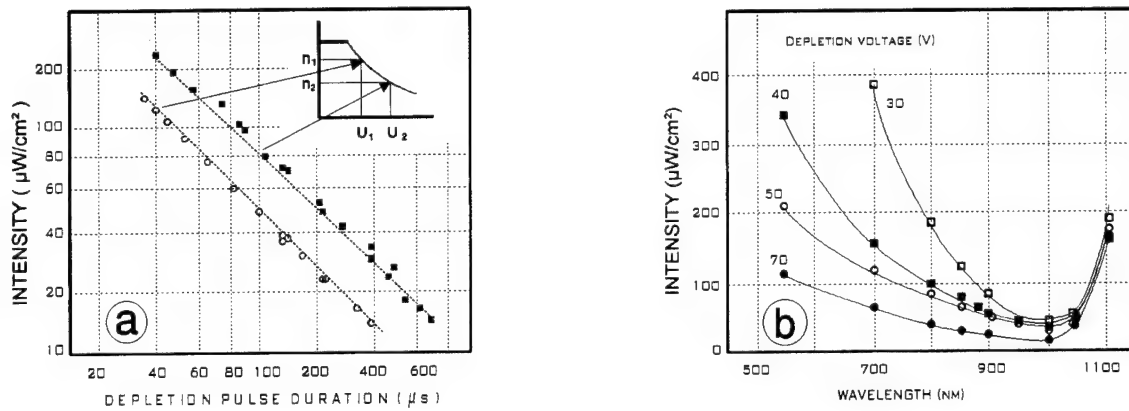 200
100
80
60
40
20
10
INTENSITY ( µW/cm²)
20 40 60 80 100 200 400 600
DEPLETION PULSE DURATION (µs)
n₁
n₂
U₁ U₂
a
DEPLETION VOLTAGE (V)
400
300
200
100
0
INTENSITY (µW/cm²)
30
40
50
70
500 700 900 1100
WAVELENGTH (NM)
b